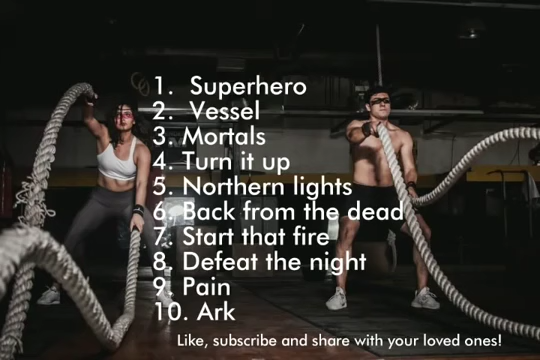 1. Superhero
2. Vessel
3. Mortals
4. Turn it up
5. Northern lights
6. Back from the dead
7. Start that fire
8. Defeat the night
9. Pain
10. Ark
Like, subscribe and share with your loved ones!